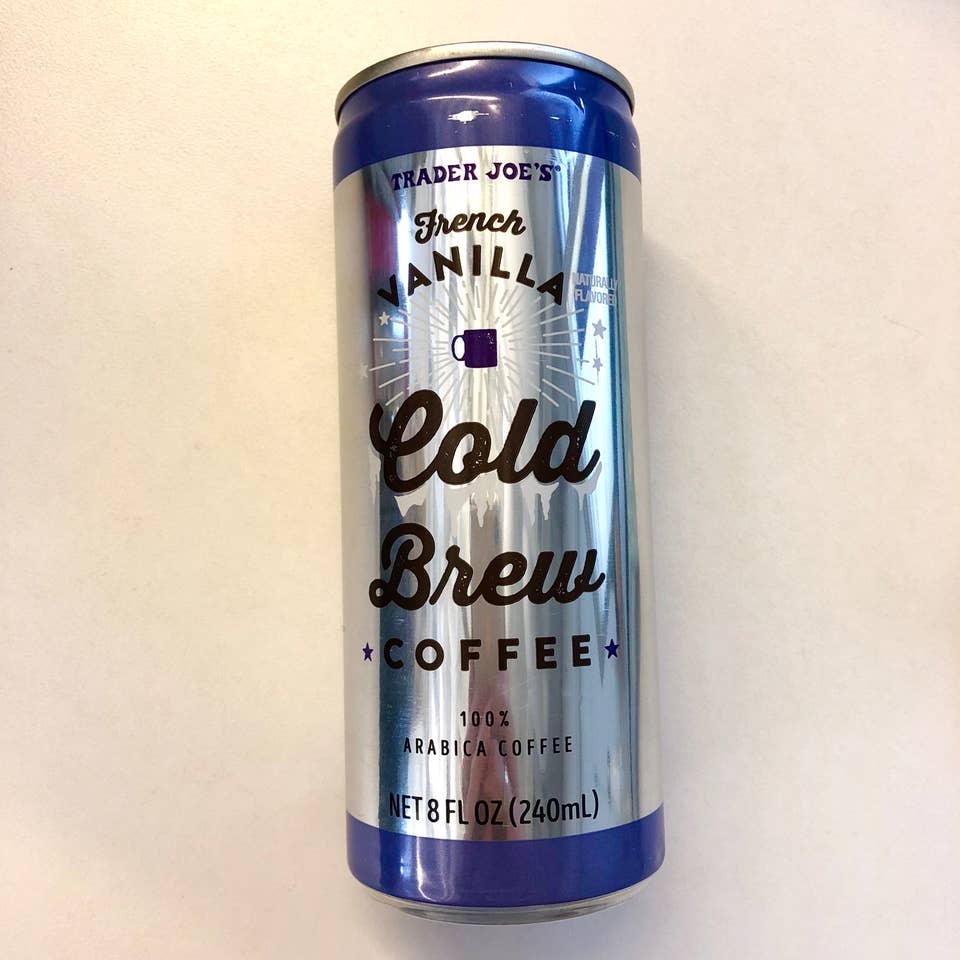 TRADER JOE'S®
French
VANILLA
NATURALLY
FLAVORED
Cold
Brew
COFFEE
100%
ARABICA COFFEE
NET 8 FL OZ (240mL)